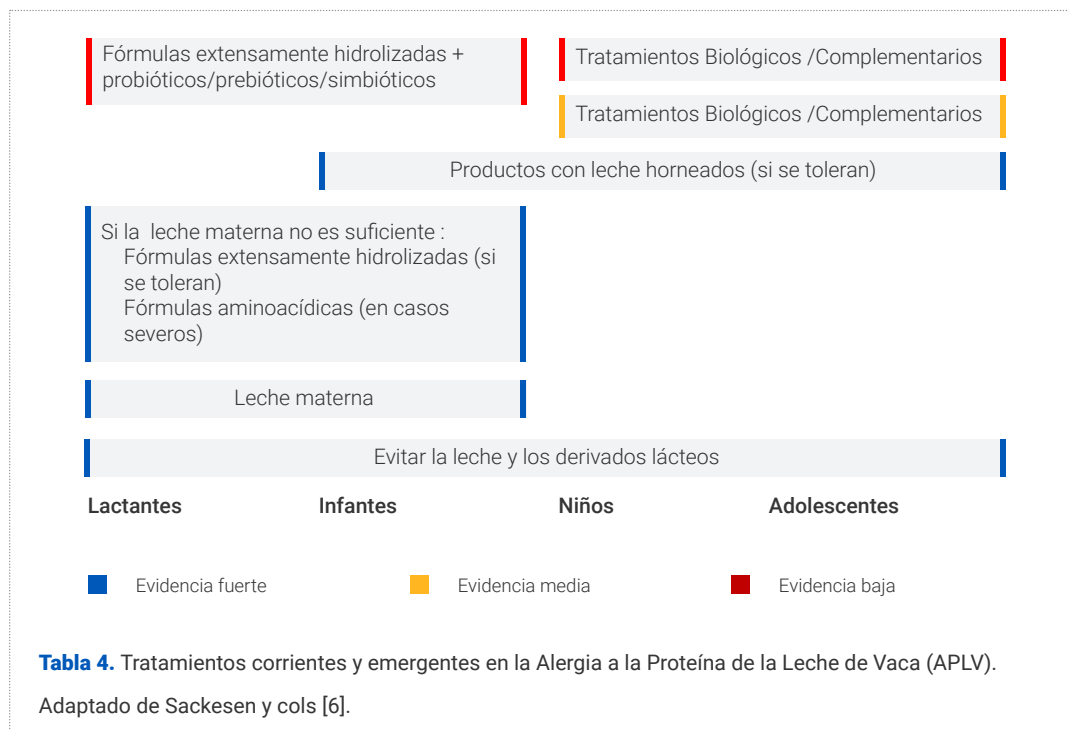 Fórmulas extensamente hidrolizadas +
probióticos/prebióticos/simbióticos
Tratamientos Biológicos /Complementarios
Tratamientos Biológicos /Complementarios
Productos con leche horneados (si se toleran)
Si la leche materna no es suficiente :
Fórmulas extensamente hidrolizadas (si
se toleran)
Fórmulas aminoacídicas (en casos
severos)
Leche materna
Evitar la leche y los derivados lácteos
Lactantes
Infantes
Niños
Adolescentes
Evidencia fuerte
Evidencia media
Evidencia baja
Tabla 4. Tratamientos corrientes y emergentes en la Alergia a la Proteína de la Leche de Vaca (APLV).
Adaptado de Sackesen y cols [6].